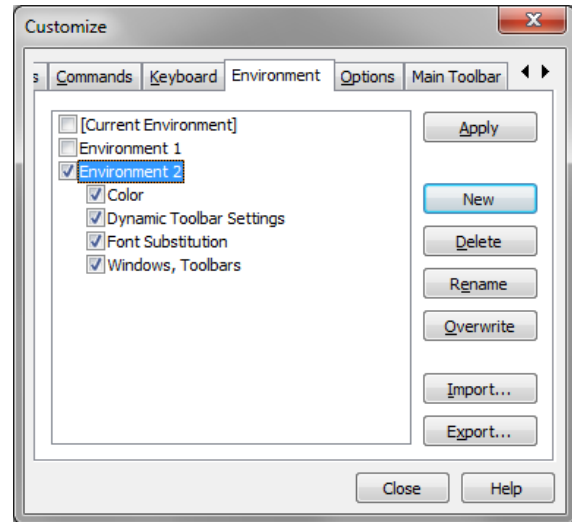 Customize
s Commands Keyboard Environment Options Main Toolbar
[Current Environment]
Environment 1
Environment 2
Color
Dynamic Toolbar Settings
Font Substitution
Windows, Toolbars
Apply
New
Delete
Rename
Overwrite
Import...
Export...
Close Help